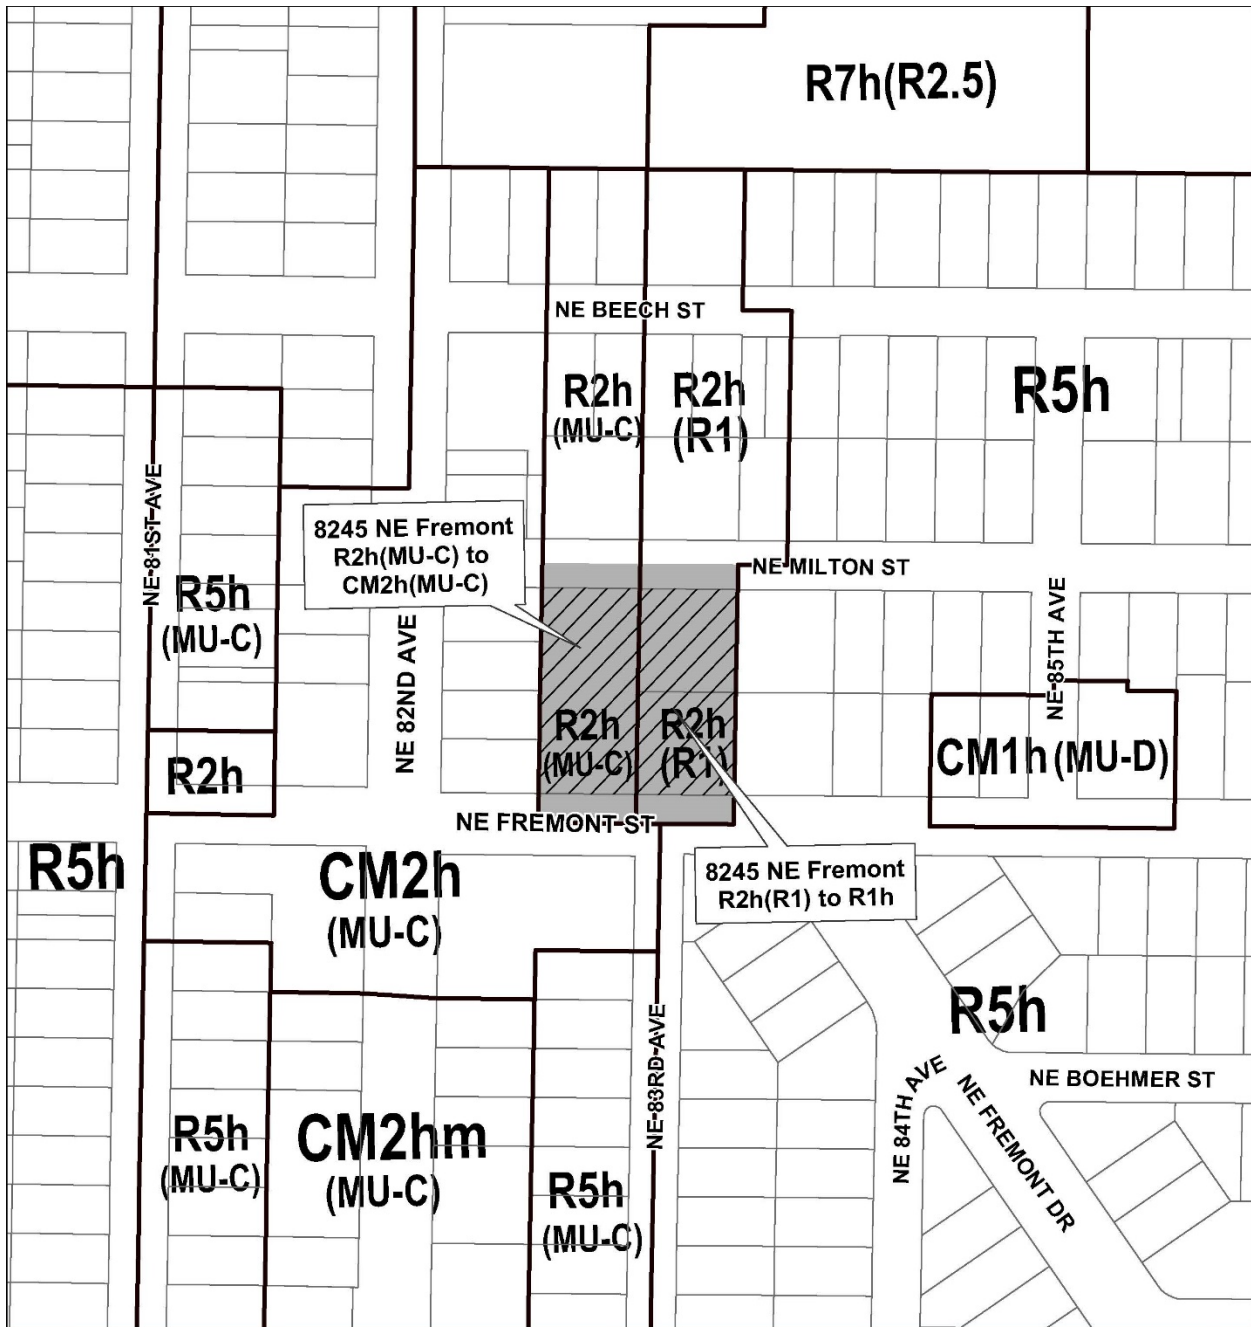 R7h(R2.5)
NE BEECH ST
R2h
(MU-C)
R2h
(R1)
R5h
NE 81ST AVE
8245 NE Fremont
R2h(MU-C) to
CM2h(MU-C)
NE MILTON ST
R5h
(MU-C)
NE 82ND AVE
NE 85TH AVE
R2h
(MU-C)
R2h
(R1)
R2h
CM1h (MU-D)
NE FREMONT ST
R5h
CM2h
(MU-C)
8245 NE Fremont
R2h(R1) to R1h
R5h
NE 83RD AVE
NE 84TH AVE
NE BOEHMER ST
NE FREMONT DR
R5h
(MU-C)
CM2hm
(MU-C)
R5h
(MU-C)